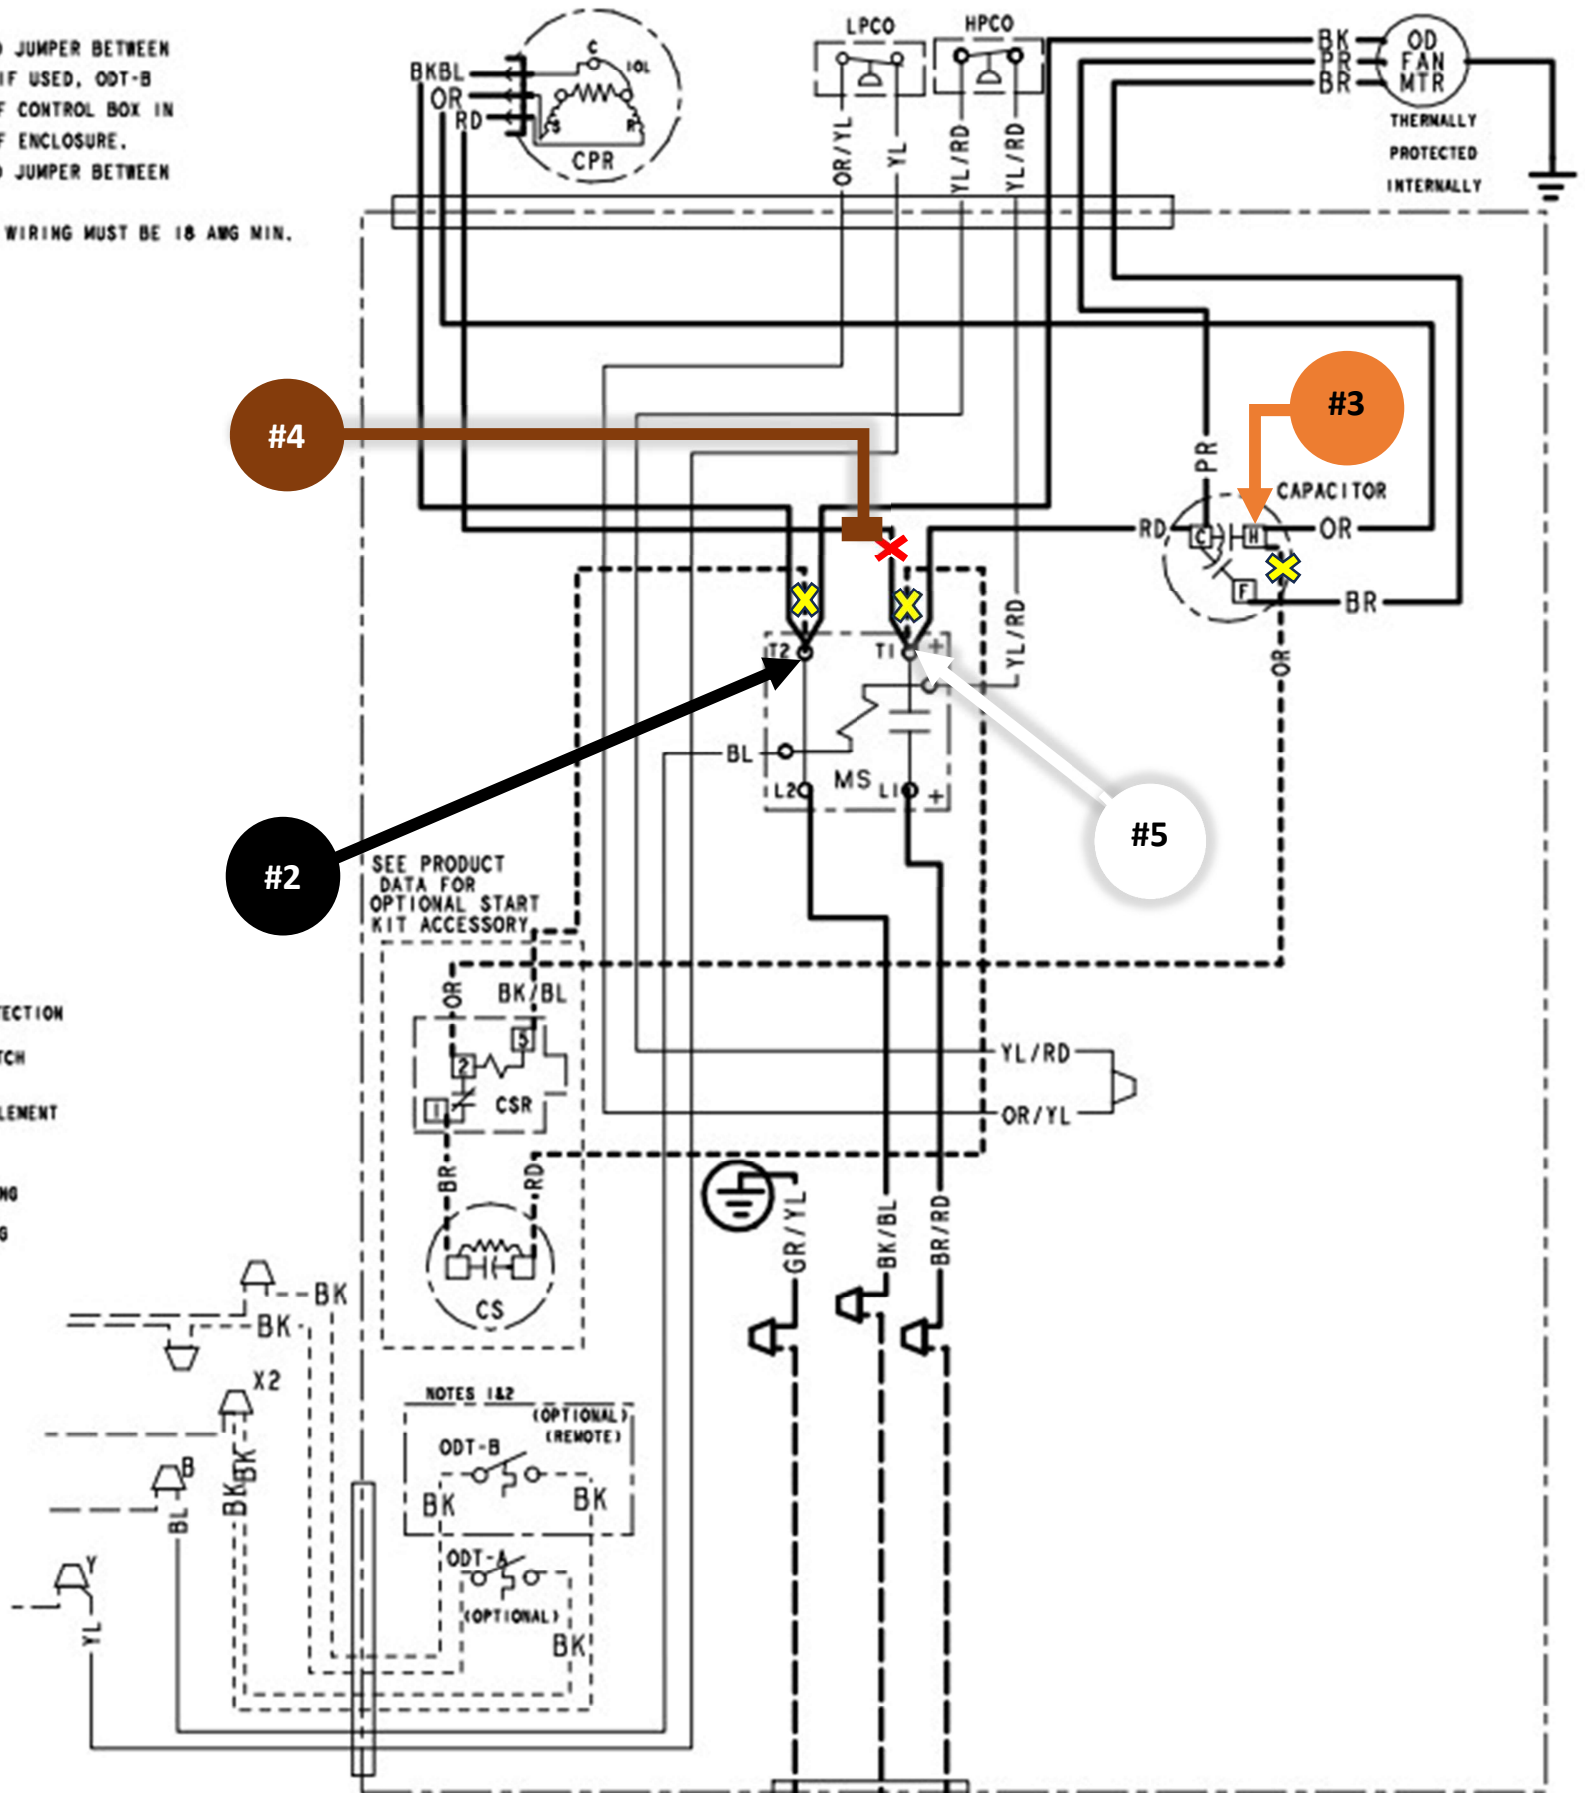 JUMPER BETWEEN
IF USED, ODT-B
CONTROL BOX IN
ENCLOSURE.
JUMPER BETWEEN
WIRING MUST BE 18 AWG MIN.
BKBL
OR
RD
C
IOL
S
R
CPR
LPCO
HPCO
OR/YL
YL
YL/RD
YL/RD
BK
PR
BR
OD
FAN
MTR
THERMALLY
PROTECTED
INTERNALLY
#4
#3
PR
CAPACITOR
RD
C
H
OR
F
BR
OR
T2
T1
+
YL/RD
BL
MS
L2
L1
+
#2
#5
SEE PRODUCT
DATA FOR
OPTIONAL START
KIT ACCESSORY
OR
BK/BL
5
2
1
CSR
BR
RD
CS
YL/RD
OR/YL
GR/YL
BK/BL
BR/RD
BK
BK
X2
BK
BK
B
BL
Y
YL
NOTES 1&2
(OPTIONAL)
(REMOTE)
ODT-B
BK
BK
ODT-A
(OPTIONAL)
BK